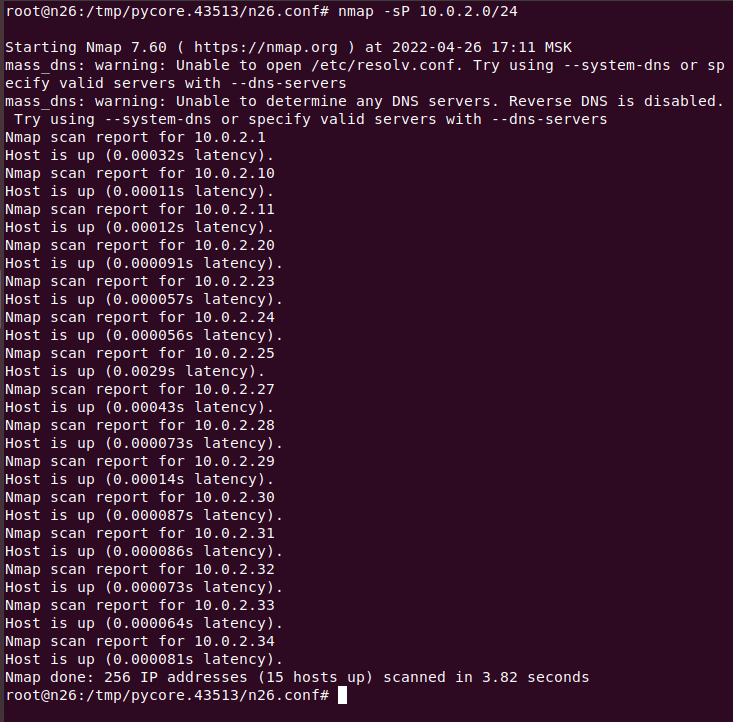 root@n26:/tmp/pycore.43513/n26.conf# nmap -sP 10.0.2.0/24
Starting Nmap 7.60 ( https://nmap.org ) at 2022-04-26 17:11 MSK
mass_dns: warning: Unable to open /etc/resolv.conf. Try using --system-dns or sp
ecify valid servers with --dns-servers
mass_dns: warning: Unable to determine any DNS servers. Reverse DNS is disabled.
 Try using --system-dns or specify valid servers with --dns-servers
Nmap scan report for 10.0.2.1
Host is up (0.00032s latency).
Nmap scan report for 10.0.2.10
Host is up (0.00011s latency).
Nmap scan report for 10.0.2.11
Host is up (0.00012s latency).
Nmap scan report for 10.0.2.20
Host is up (0.000091s latency).
Nmap scan report for 10.0.2.23
Host is up (0.000057s latency).
Nmap scan report for 10.0.2.24
Host is up (0.000056s latency).
Nmap scan report for 10.0.2.25
Host is up (0.0029s latency).
Nmap scan report for 10.0.2.27
Host is up (0.00043s latency).
Nmap scan report for 10.0.2.28
Host is up (0.000073s latency).
Nmap scan report for 10.0.2.29
Host is up (0.00014s latency).
Nmap scan report for 10.0.2.30
Host is up (0.000087s latency).
Nmap scan report for 10.0.2.31
Host is up (0.000086s latency).
Nmap scan report for 10.0.2.32
Host is up (0.000073s latency).
Nmap scan report for 10.0.2.33
Host is up (0.000064s latency).
Nmap scan report for 10.0.2.34
Host is up (0.000081s latency).
Nmap done: 256 IP addresses (15 hosts up) scanned in 3.82 seconds
root@n26:/tmp/pycore.43513/n26.conf#